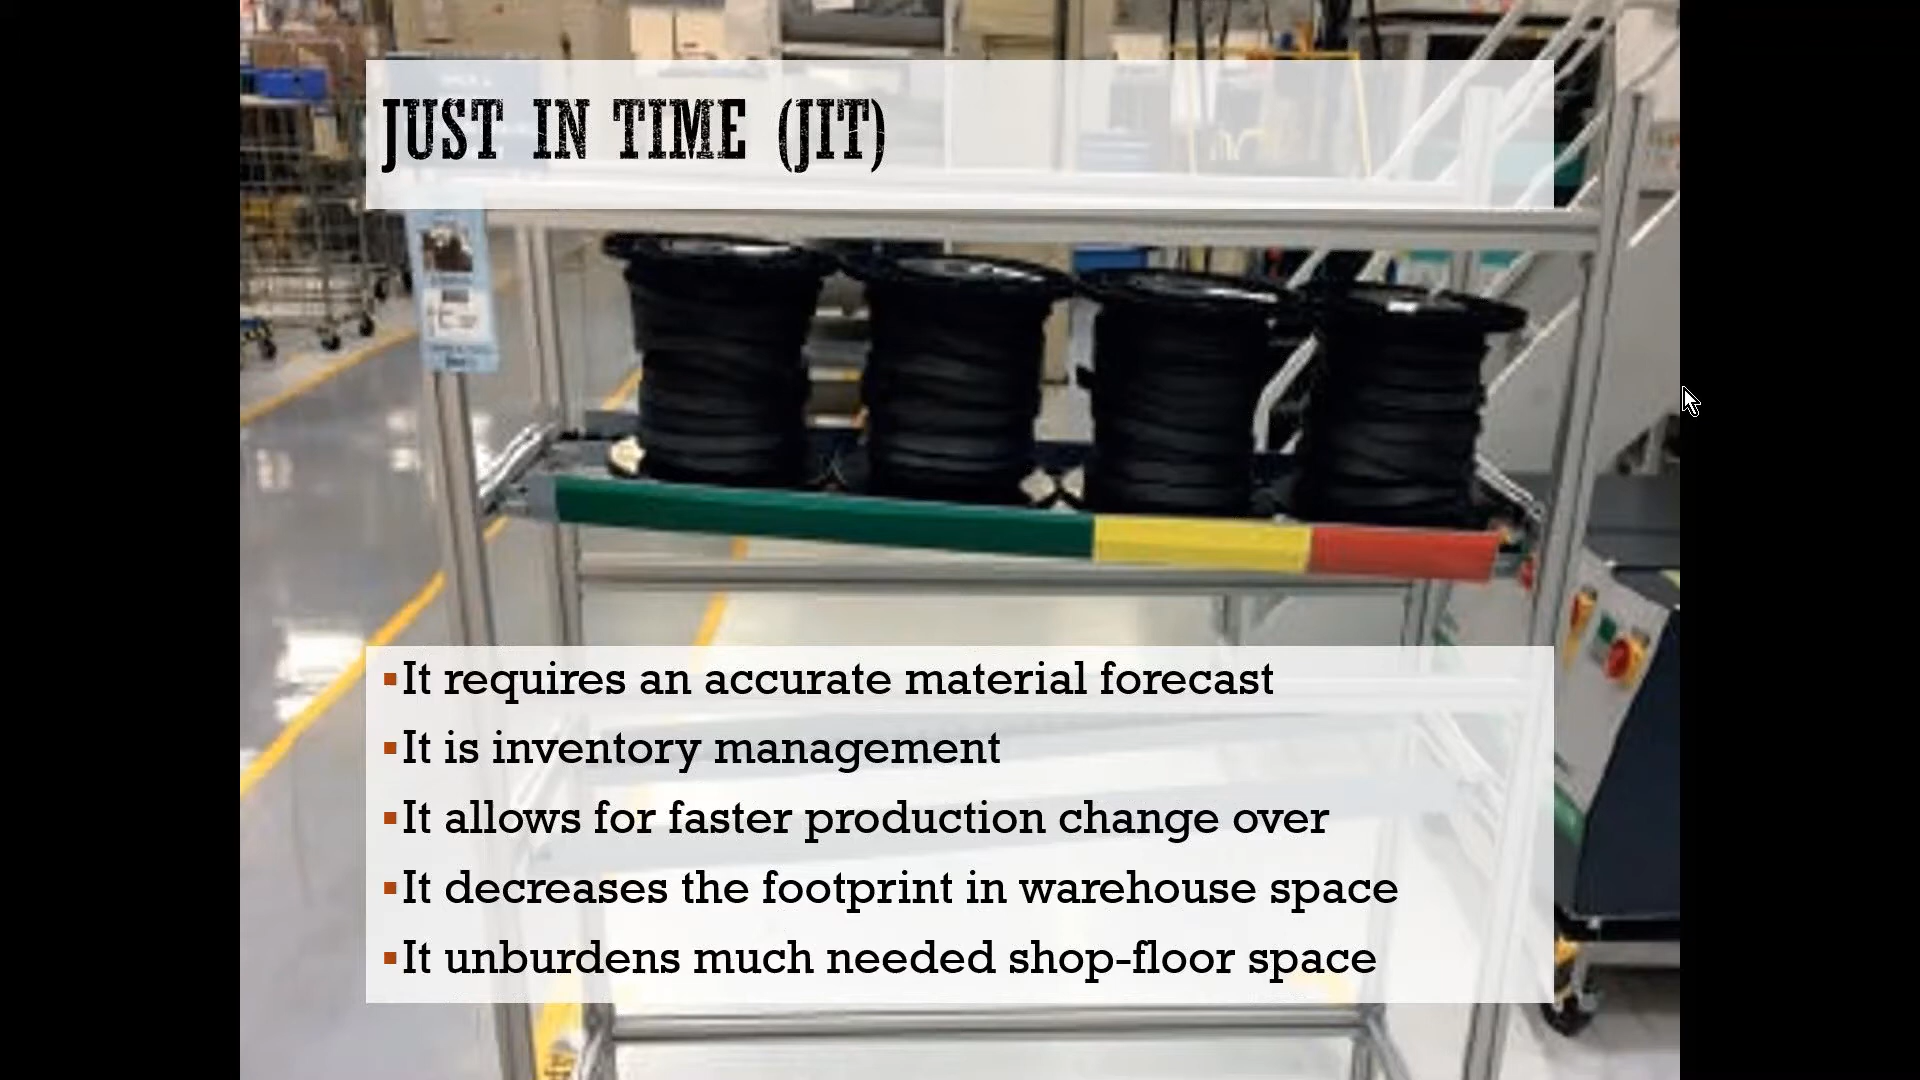 JUST IN TIME (JIT)
▪It requires an accurate material forecast
▪It is inventory management
▪It allows for faster production change over
▪It decreases the footprint in warehouse space
▪It unburdens much needed shop-floor space